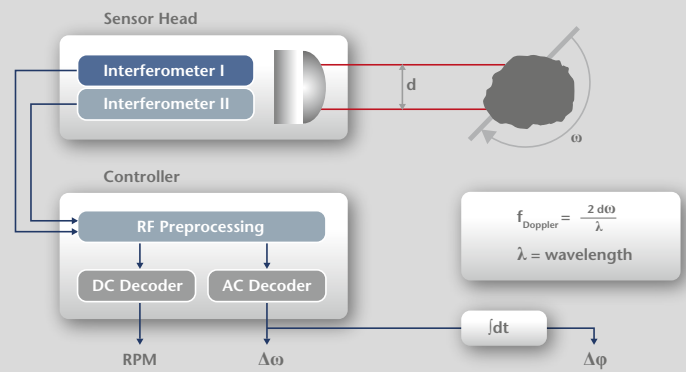 Sensor Head
Interferometer I
Interferometer II
d
ω
Controller
RF Preprocessing
DC Decoder
AC Decoder
f Doppler = 2 dω / λ
λ = wavelength
∫dt
RPM
Δω
Δφ